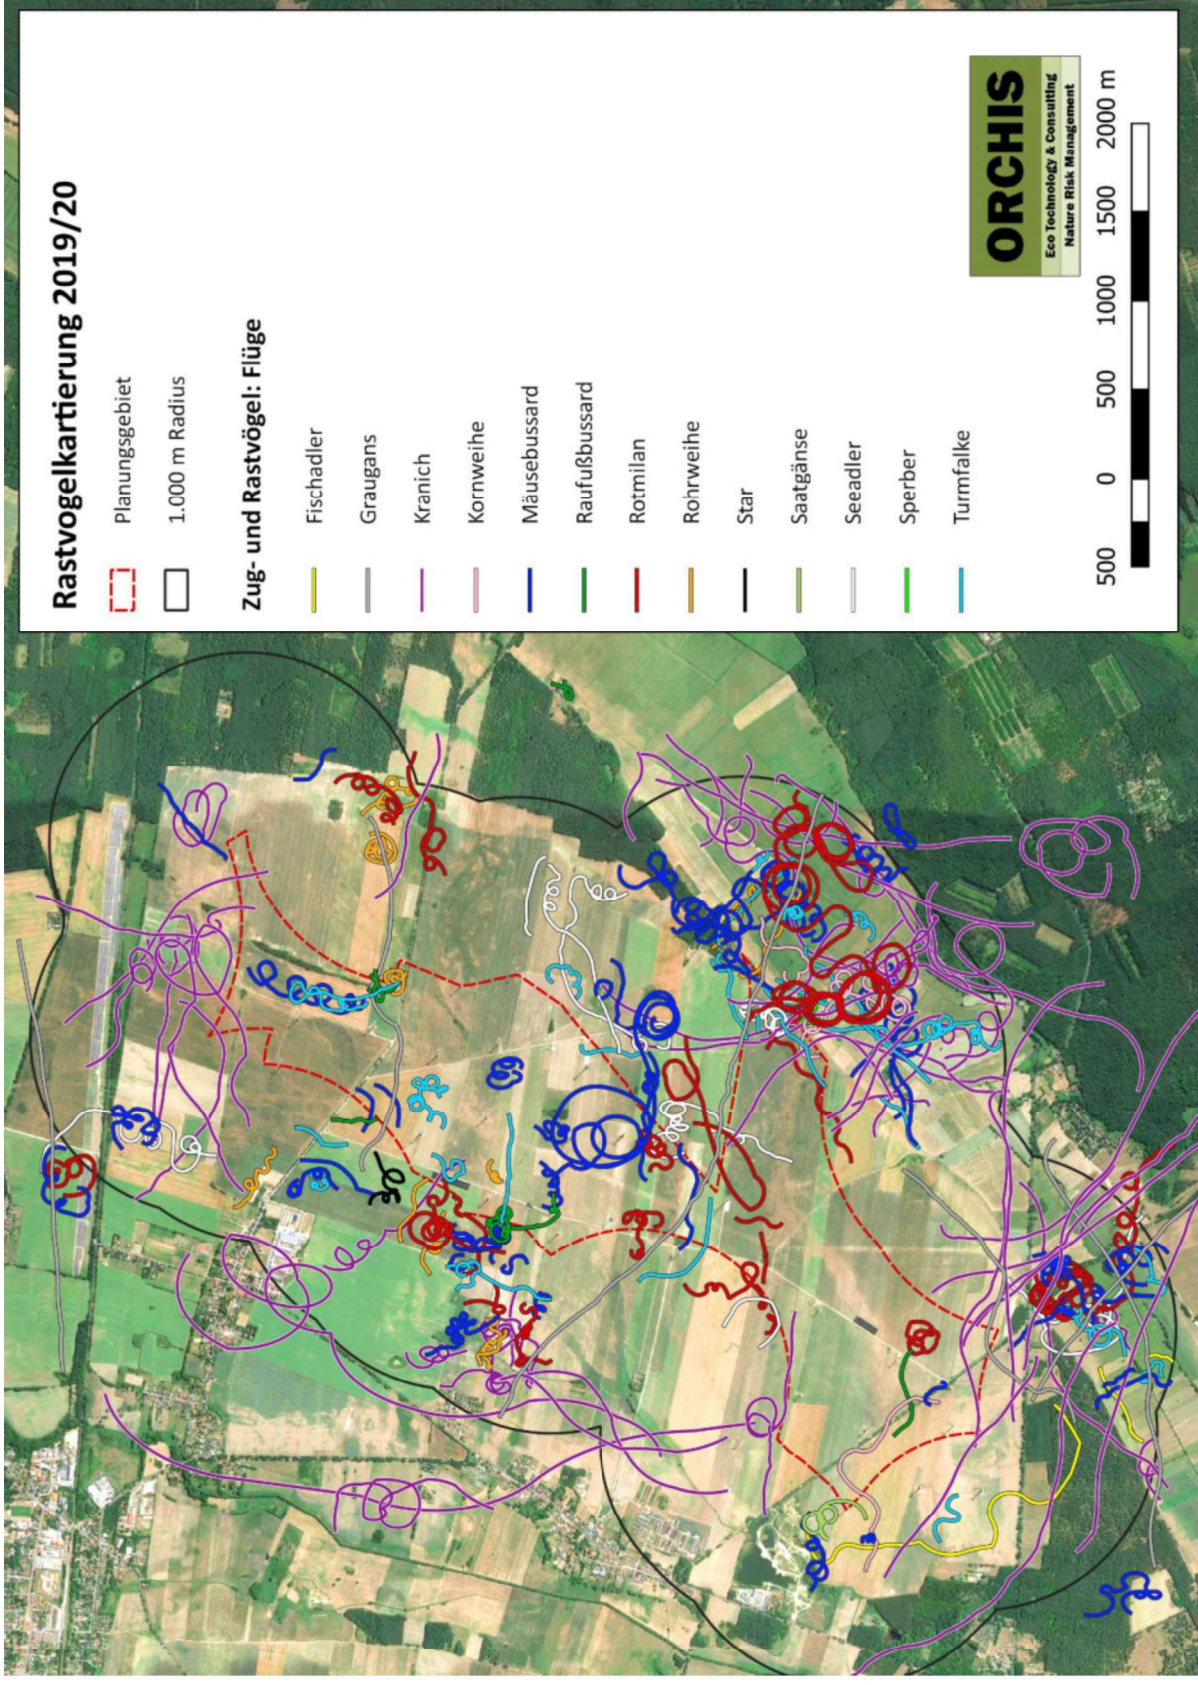 Rastvogelkartierung 2019/20
Planungsgebiet
1.000 m Radius
Zug- und Rastvögel: Flüge
Fischadler
Graugans
Kranich
Kornweihe
Mäusebussard
Raufußbussard
Rotmilan
Rohrweihe
Star
Saatgänse
Seeadler
Sperber
Turmfalke
ORCHIS
Eco Technology & Consulting
Nature Risk Management
500 0 500 1000 1500 2000 m